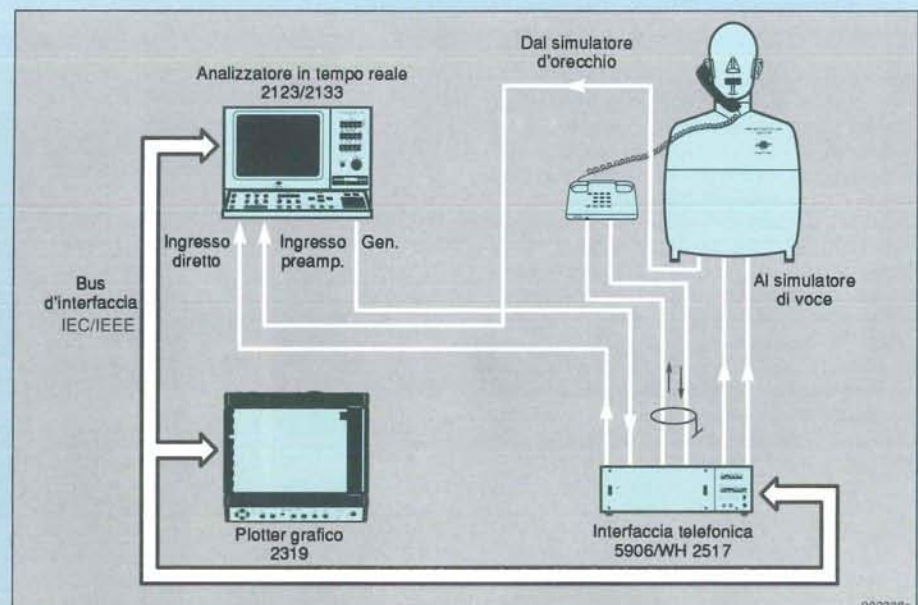 Dal simulatore
d'orecchio
Analizzatore in tempo reale
2123/2133
Ingresso
diretto
Ingresso
preamp.
Gen.
Bus
d'interfaccia
IEC/IEEE
Al simulatore
di voce
Plotter grafico
2319
Interfaccia telefonica
5906/WH 2517